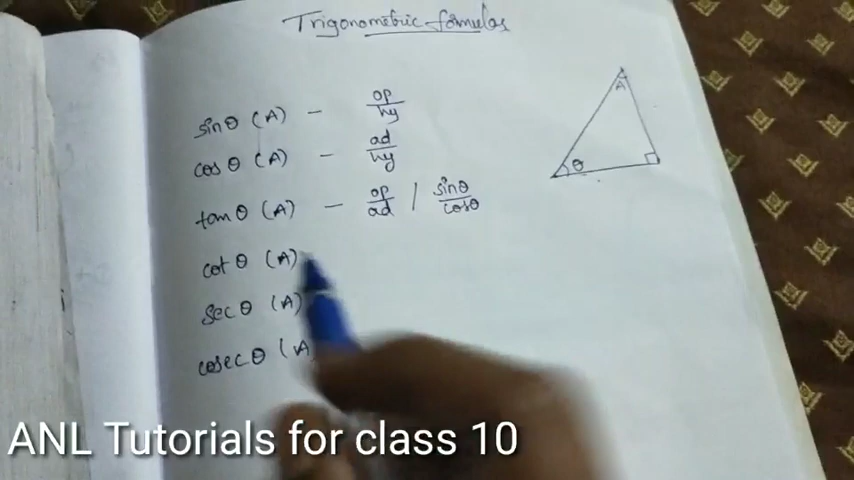 Trigonometric formulas
sinθ (A) - op/hy
cosθ (A) - ad/hy
tanθ (A) - op/ad / sinθ/cosθ
cotθ (A)
secθ (A)
cosecθ (A
A
θ
ANL Tutorials for class 10